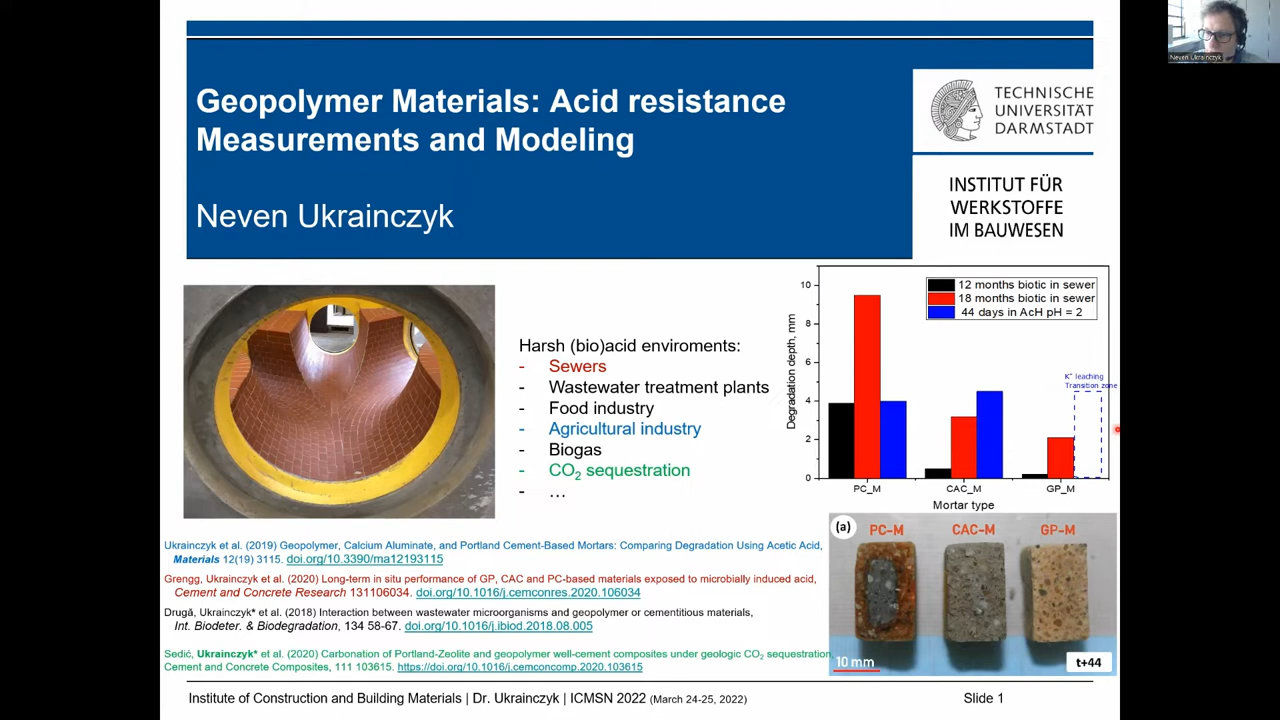 Geopolymer Materials: Acid resistance
Measurements and Modeling
Neven Ukrainczyk
TECHNISCHE
UNIVERSITÄT
DARMSTADT
INSTITUT FÜR
WERKSTOFFE
IM BAUWESEN
Neven Ukrainczyk
Harsh (bio)acid enviroments:
- Sewers
- Wastewater treatment plants
- Food industry
- Agricultural industry
- Biogas
- CO2 sequestration
- …
Degradation depth, mm
10
8
6
4
2
0
12 months biotic in sewer
18 months biotic in sewer
44 days in AcH pH = 2
K+ leaching
Transition zone
PC_M CAC_M GP_M
Mortar type
(a) PC-M CAC-M GP-M
10 mm
t+44
Ukrainczyk et al. (2019) Geopolymer, Calcium Aluminate, and Portland Cement-Based Mortars: Comparing Degradation Using Acetic Acid,
Materials 12(19) 3115. doi.org/10.3390/ma12193115
Grengg, Ukrainczyk et al. (2020) Long-term in situ performance of GP, CAC and PC-based materials exposed to microbially induced acid,
Cement and Concrete Research 131106034. doi.org/10.1016/j.cemconres.2020.106034
Drugă, Ukrainczyk* et al. (2018) Interaction between wastewater microorganisms and geopolymer or cementitious materials,
Int. Biodeter. & Biodegradation, 134 58-67. doi.org/10.1016/j.ibiod.2018.08.005
Sedić, Ukrainczyk* et al. (2020) Carbonation of Portland-Zeolite and geopolymer well-cement composites under geologic CO2 sequestration,
Cement and Concrete Composites, 111 103615. https://doi.org/10.1016/j.cemconcomp.2020.103615
Institute of Construction and Building Materials | Dr. Ukrainczyk | ICMSN 2022 (March 24-25, 2022)
Slide 1